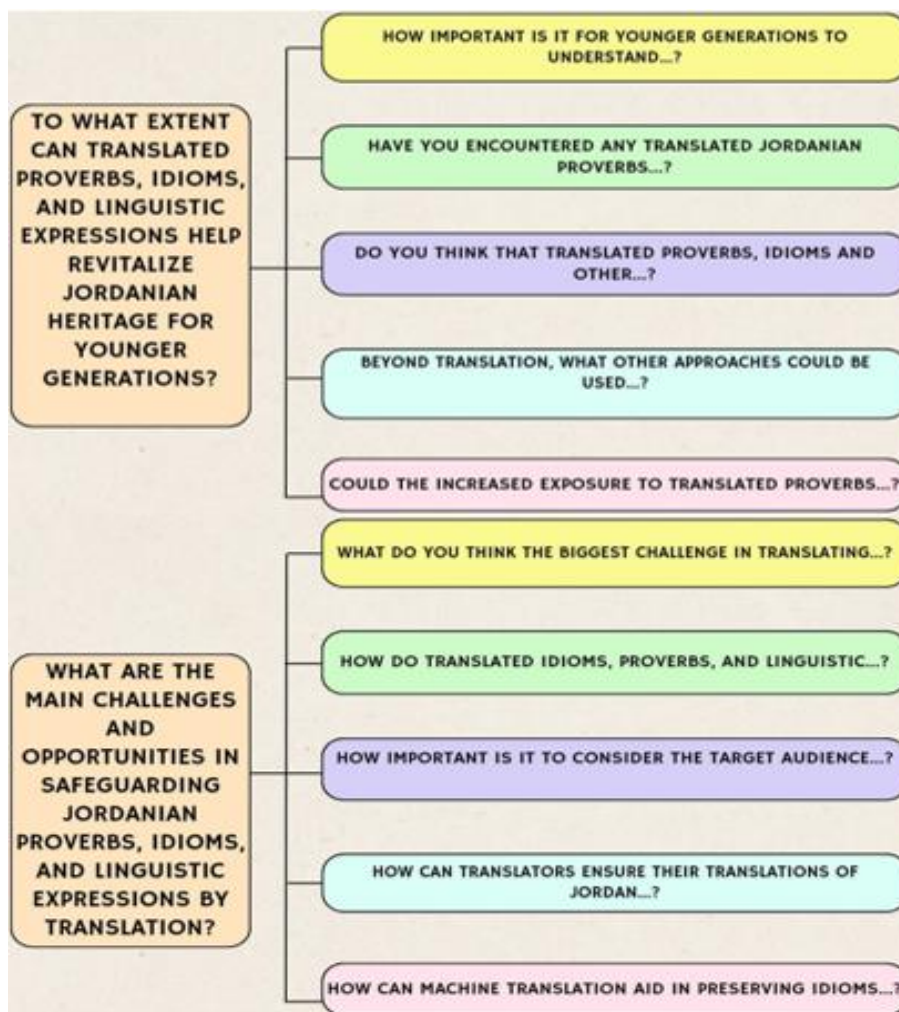 TO WHAT EXTENT
CAN TRANSLATED
PROVERBS, IDIOMS,
AND LINGUISTIC
EXPRESSIONS HELP
REVITALIZE
JORDANIAN
HERITAGE FOR
YOUNGER
GENERATIONS?
HOW IMPORTANT IS IT FOR YOUNGER GENERATIONS TO
UNDERSTAND...?
HAVE YOU ENCOUNTERED ANY TRANSLATED JORDANIAN
PROVERBS...?
DO YOU THINK THAT TRANSLATED PROVERBS, IDIOMS AND
OTHER...?
BEYOND TRANSLATION, WHAT OTHER APPROACHES COULD BE
USED...?
COULD THE INCREASED EXPOSURE TO TRANSLATED PROVERBS...?
WHAT ARE THE
MAIN CHALLENGES
AND
OPPORTUNITIES IN
SAFEGUARDING
JORDANIAN
PROVERBS, IDIOMS,
AND LINGUISTIC
EXPRESSIONS BY
TRANSLATION?
WHAT DO YOU THINK THE BIGGEST CHALLENGE IN TRANSLATING...?
HOW DO TRANSLATED IDIOMS, PROVERBS, AND LINGUISTIC...?
HOW IMPORTANT IS IT TO CONSIDER THE TARGET AUDIENCE...?
HOW CAN TRANSLATORS ENSURE THEIR TRANSLATIONS OF
JORDAN...?
HOW CAN MACHINE TRANSLATION AID IN PRESERVING IDIOMS...?